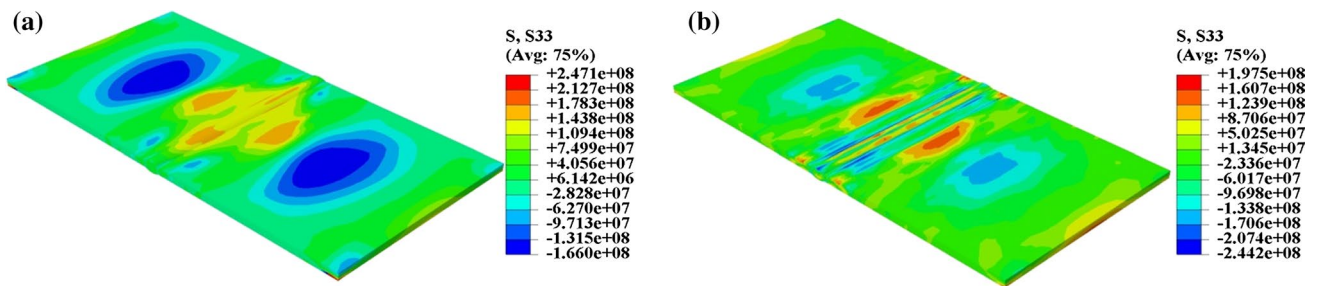 (a)
S, S33
(Avg: 75%)
+2.471e+08
+2.127e+08
+1.783e+08
+1.438e+08
+1.094e+08
+7.499e+07
+4.056e+07
+6.142e+06
-2.828e+07
-6.270e+07
-9.713e+07
-1.315e+08
-1.660e+08
(b)
S, S33
(Avg: 75%)
+1.975e+08
+1.607e+08
+1.239e+08
+8.706e+07
+5.025e+07
+1.345e+07
-2.336e+07
-6.017e+07
-9.698e+07
-1.338e+08
-1.706e+08
-2.074e+08
-2.442e+08